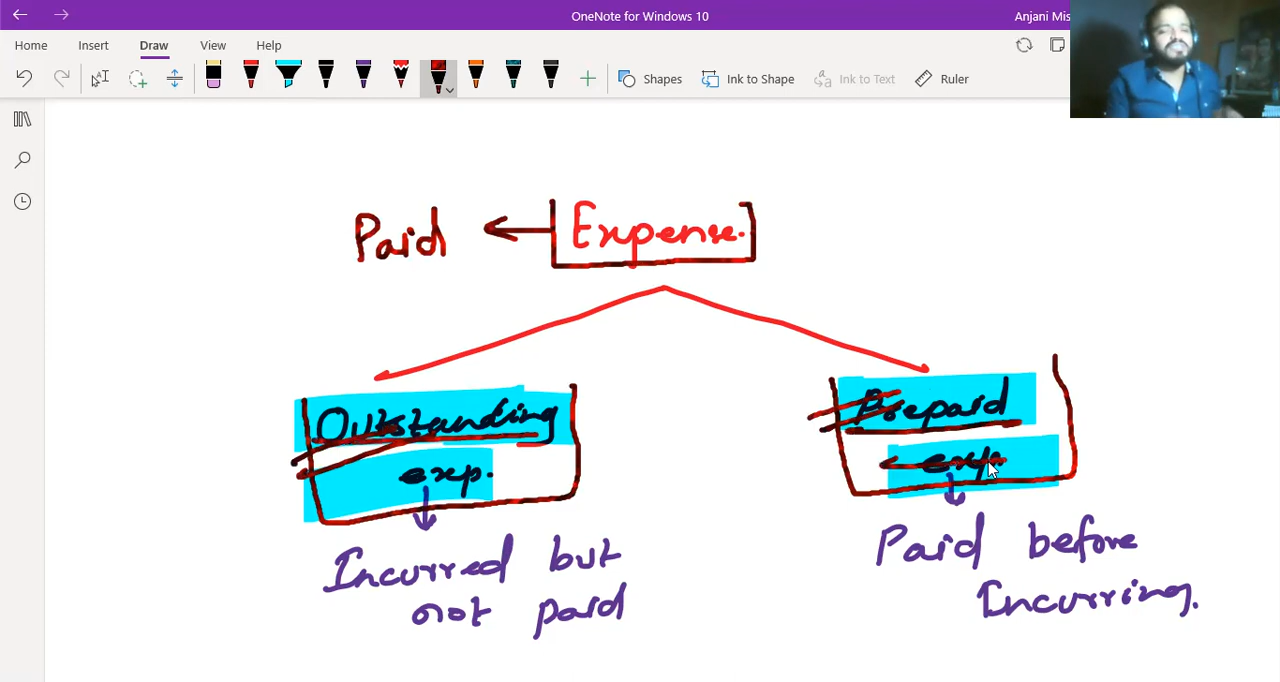 OneNote for Windows 10
Anjani Mis
Home Insert Draw View Help
Shapes Ink to Shape Ink to Text Ruler
Paid Expense.
Outstanding Prepaid
exp. exp.
Incurred but Paid before
not paid Incurring.